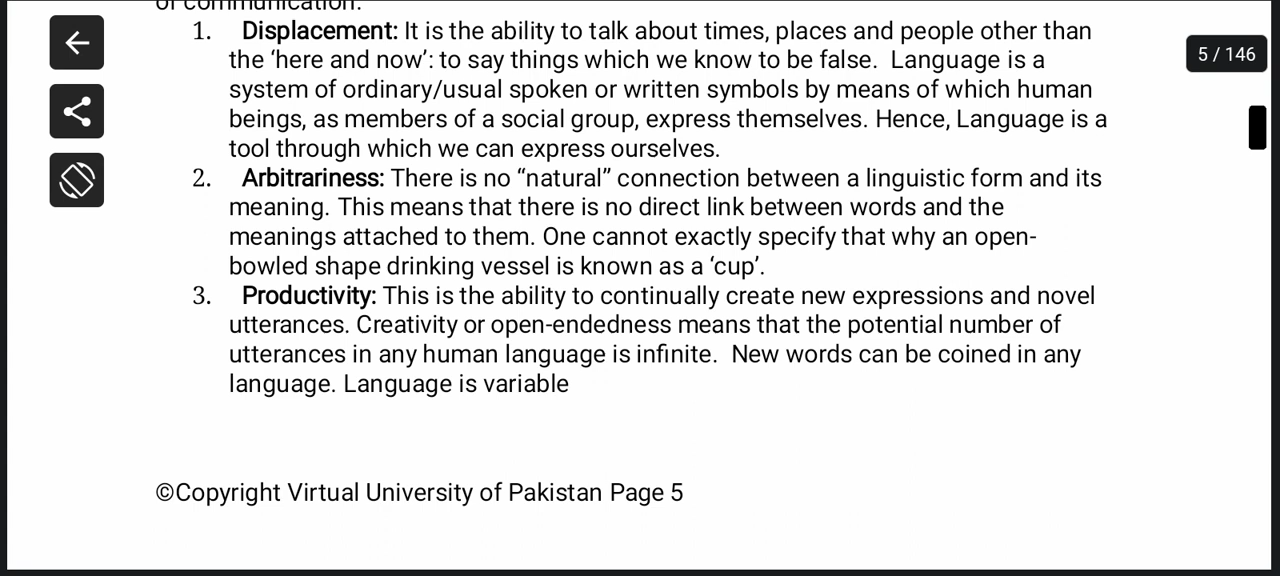 of communication.
1. Displacement: It is the ability to talk about times, places and people other than
5 / 146
the ‘here and now’: to say things which we know to be false.  Language is a
system of ordinary/usual spoken or written symbols by means of which human
beings, as members of a social group, express themselves. Hence, Language is a
tool through which we can express ourselves.
2. Arbitrariness: There is no “natural” connection between a linguistic form and its
meaning. This means that there is no direct link between words and the
meanings attached to them. One cannot exactly specify that why an open-
bowled shape drinking vessel is known as a ‘cup’.
3. Productivity: This is the ability to continually create new expressions and novel
utterances. Creativity or open-endedness means that the potential number of
utterances in any human language is infinite.  New words can be coined in any
language. Language is variable
©Copyright Virtual University of Pakistan Page 5